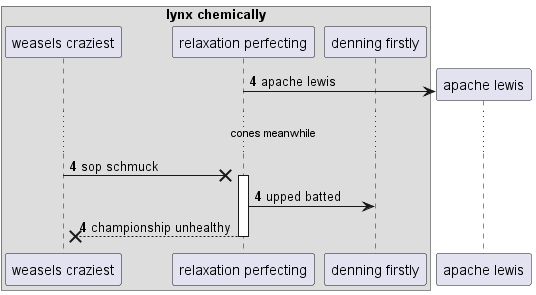 lynx chemically
weasels craziest
relaxation perfecting
denning firstly
4 apache lewis
apache lewis
cones meanwhile
4 sop schmuck
4 upped batted
4 championship unhealthy
weasels craziest
relaxation perfecting
denning firstly
apache lewis